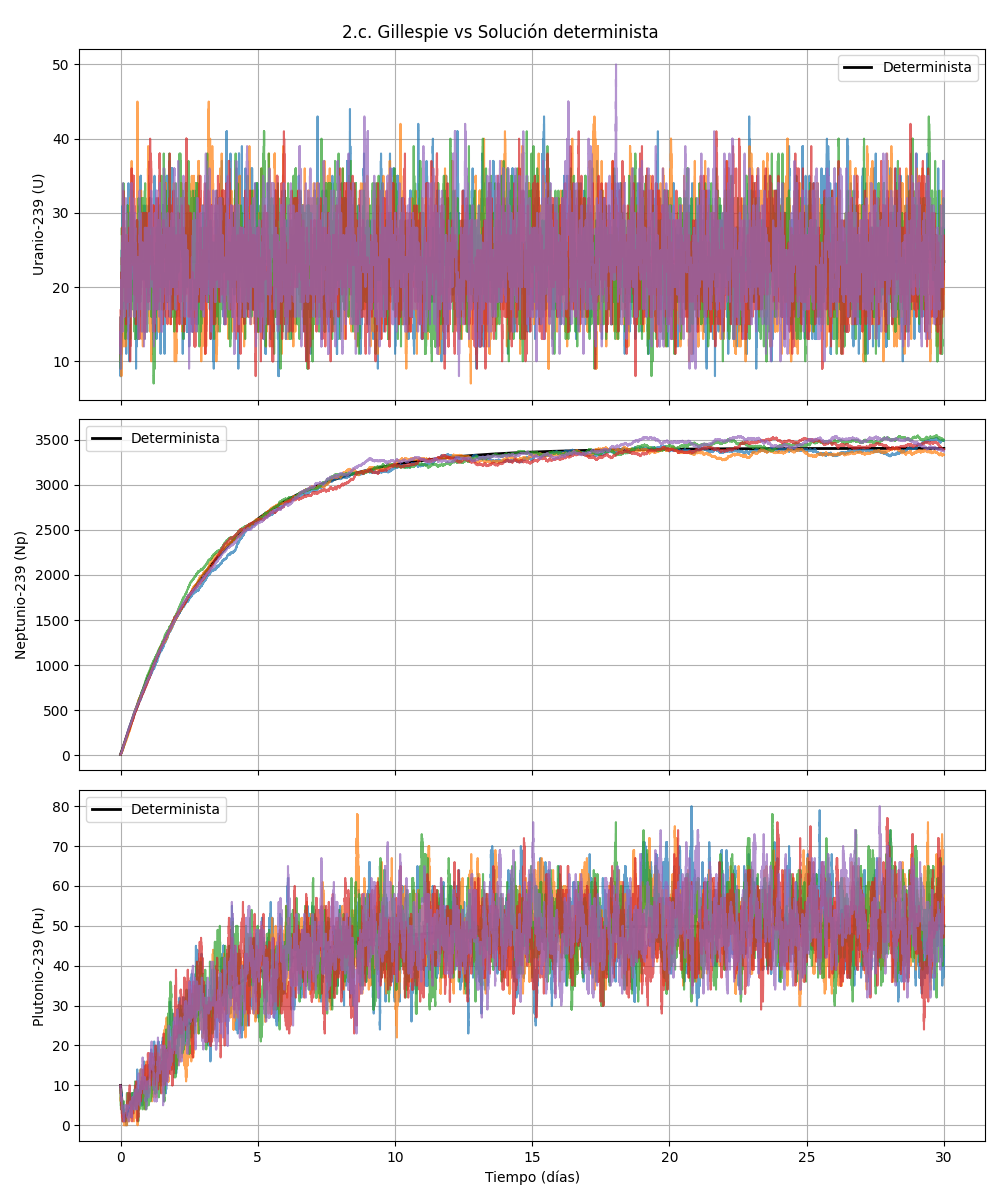 2.c. Gillespie vs Solución determinista
50
40
30
20
10
Uranio-239 (U)
Determinista
3500
3000
2500
2000
1500
1000
500
0
Neptunio-239 (Np)
Determinista
80
70
60
50
40
30
20
10
0
Plutonio-239 (Pu)
Determinista
0 5 10 15 20 25 30
Tiempo (días)